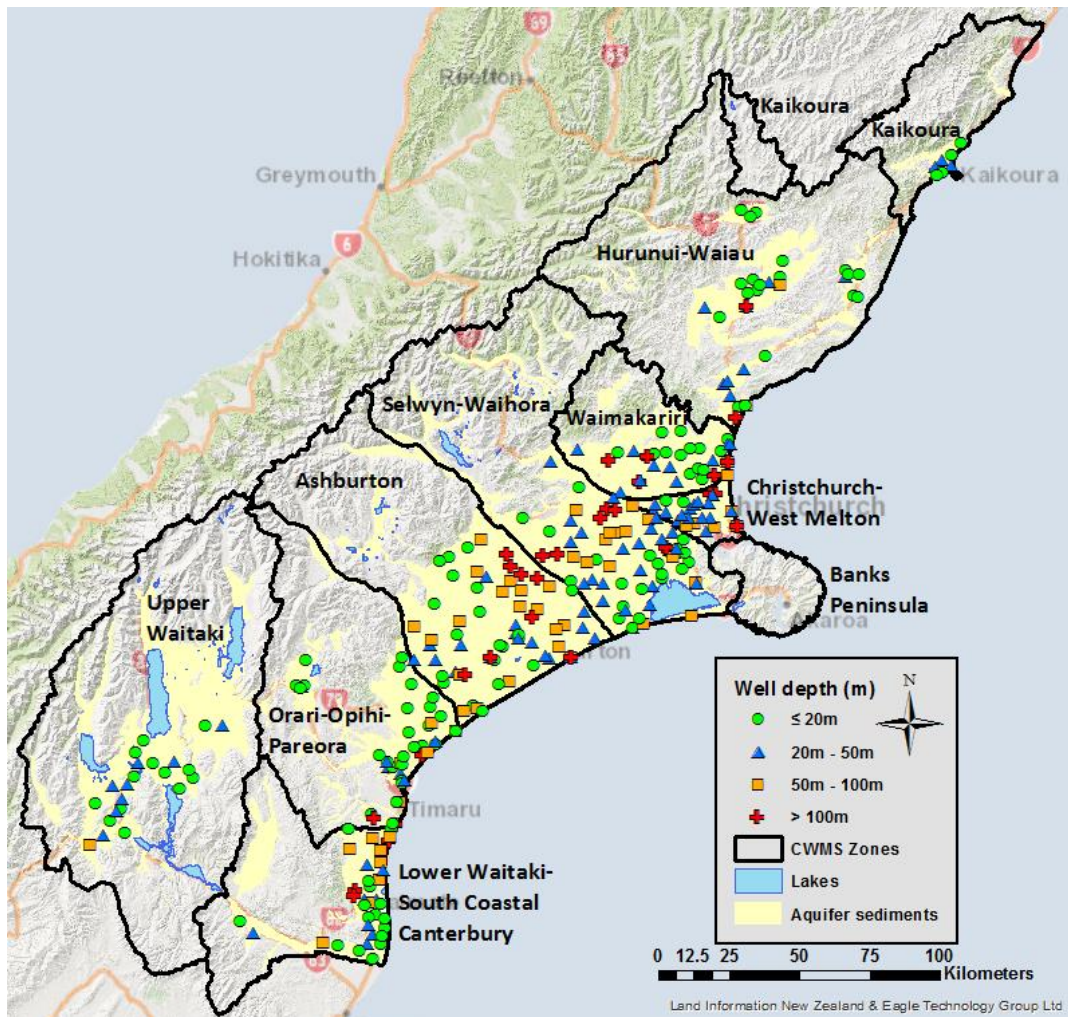 69
65
Reefton
Kaikoura
Kaikoura
Greymouth
Kaikoura
6
Hurunui-Waiau
Hokitika
Selwyn-Waihora
Waimakariri
Ashburton
Christchurch-
West Melton
Banks
Peninsula
Upper
Waitaki
Orari-Opihi-
Pareora
Timaru
Lower Waitaki-
South Coastal
Canterbury
Well depth (m)
N
≤ 20m
20m - 50m
50m - 100m
> 100m
CWMS Zones
Lakes
Aquifer sediments
0 12.5 25 50 75 100
Kilometers
Land Information New Zealand & Eagle Technology Group Ltd